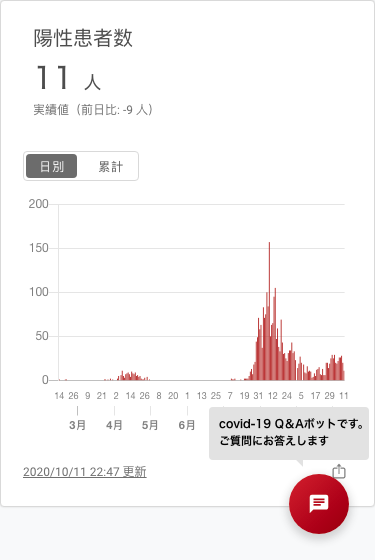 陽性患者数
11 人
実績値（前日比: -9 人）
日別 累計
200
150
100
50
0
14 26 9 21 2 14 26 8 20 1 13 25 7 19 31 12 24 5 17 29 11
3月 4月 5月 6月
covid-19 Q&Aボットです。
ご質問にお答えします
2020/10/11 22:47 更新